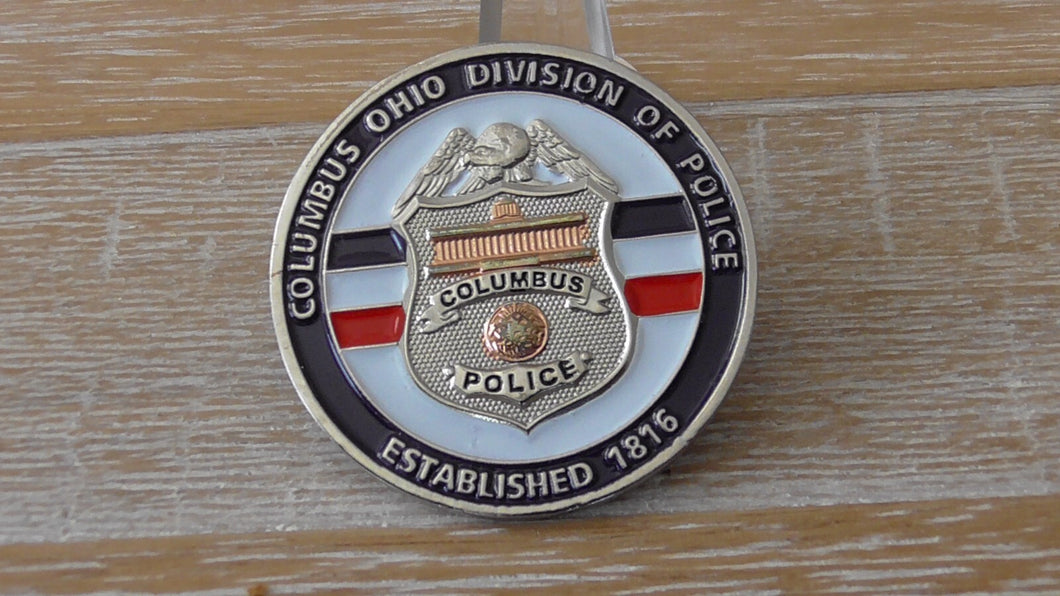 COLUMBUS OHIO DIVISION OF POLICE
COLUMBUS
POLICE
ESTABLISHED 1816